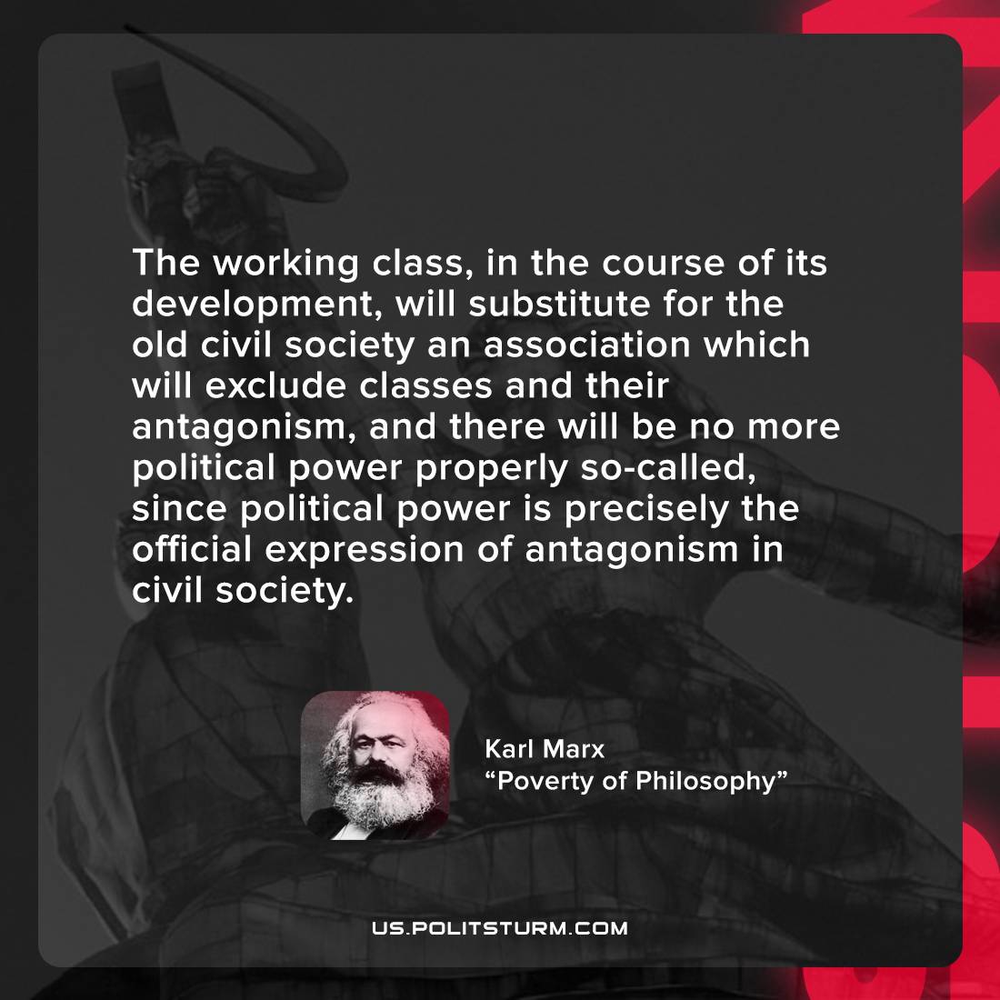 The working class, in the course of its
development, will substitute for the
old civil society an association which
will exclude classes and their
antagonism, and there will be no more
political power properly so-called,
since political power is precisely the
official expression of antagonism in
civil society.
Karl Marx
“Poverty of Philosophy”
US.POLITSTURM.COM